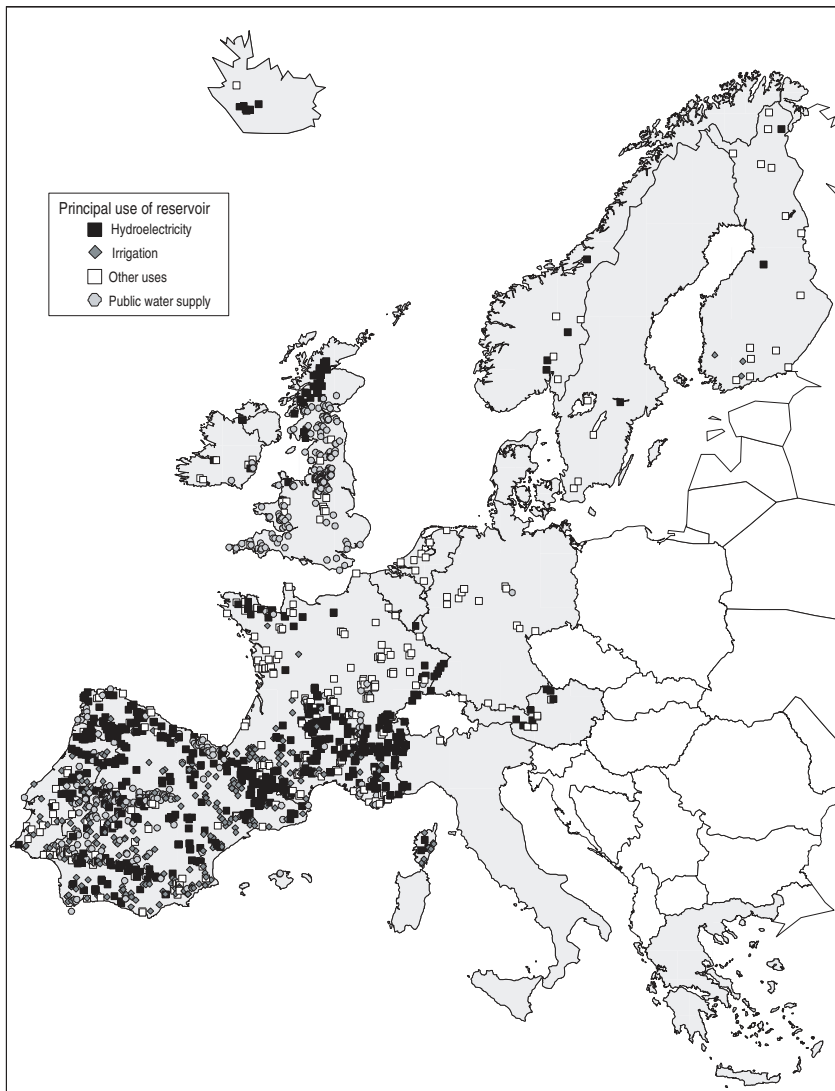 Principal use of reservoir
Hydroelectricity
Irrigation
Other uses
Public water supply